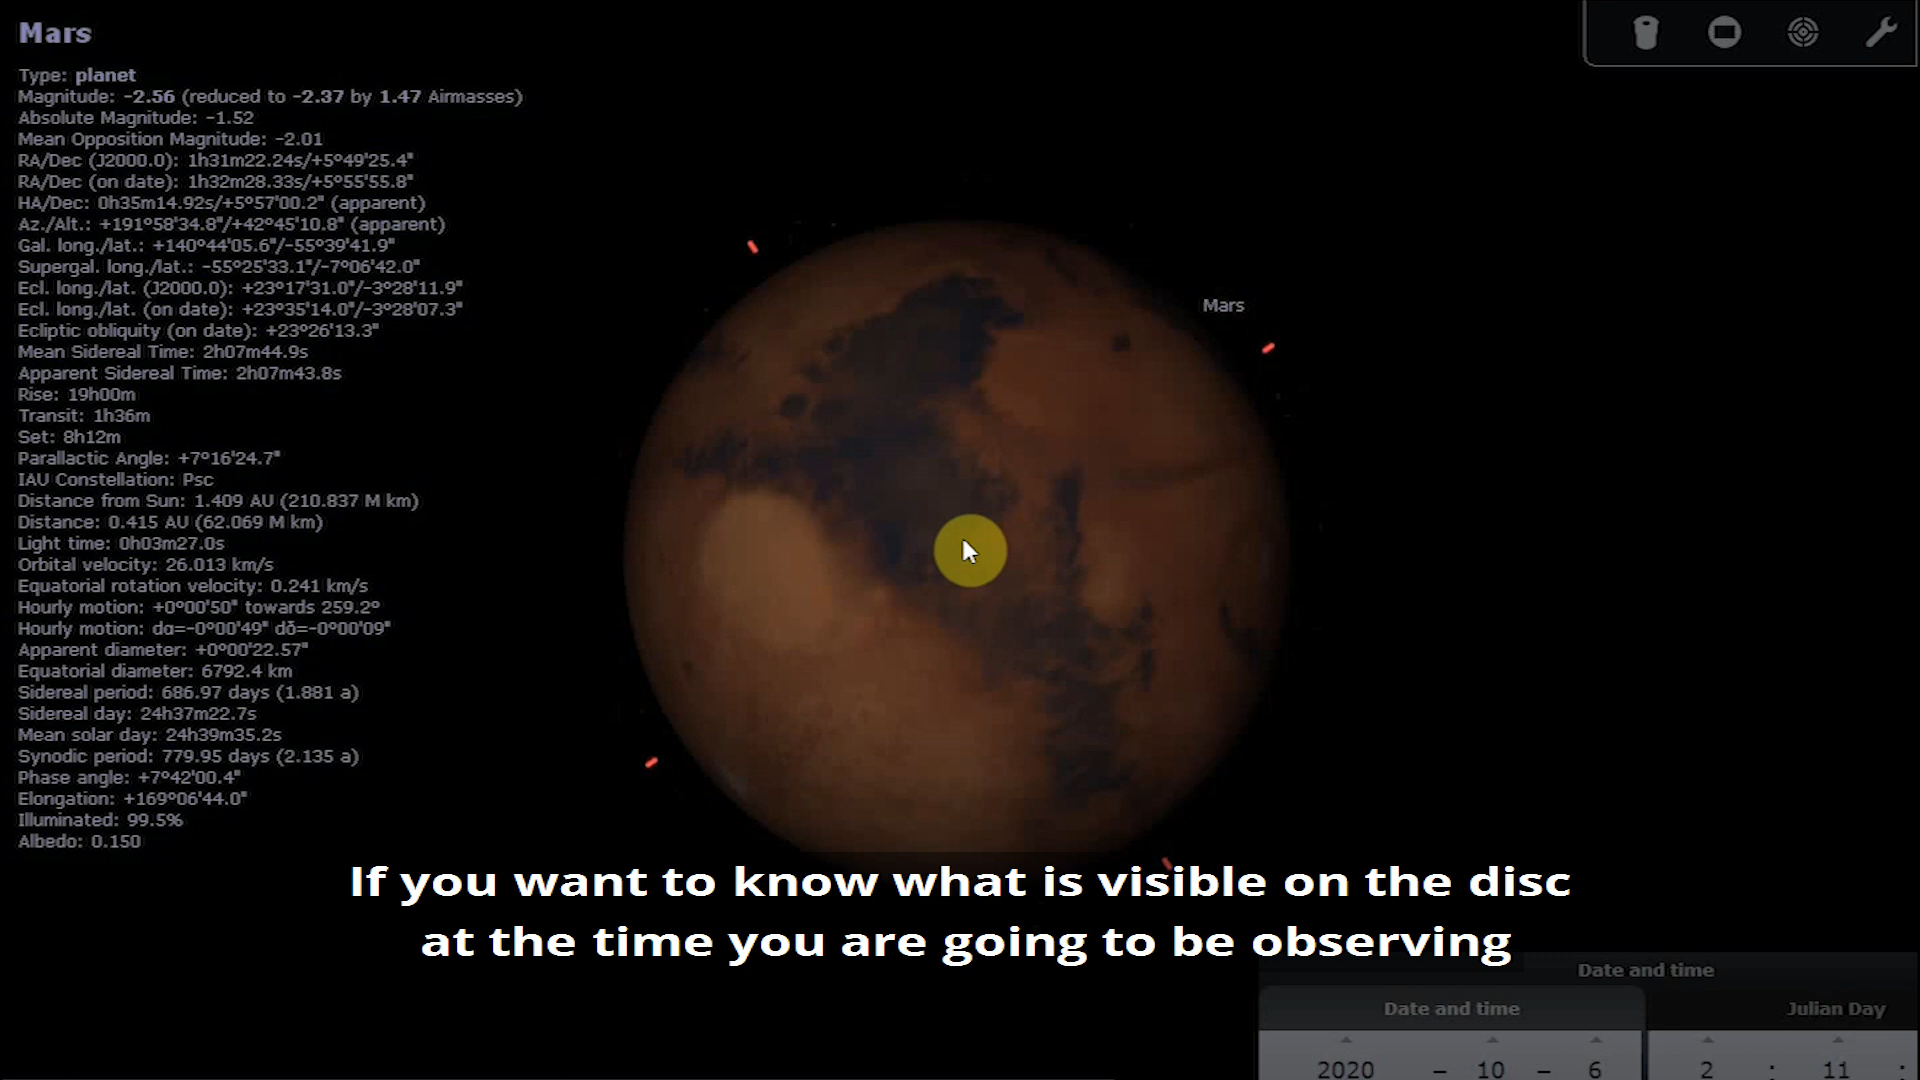 Mars
Type: planet
Magnitude: -2.56 (reduced to -2.37 by 1.47 Airmasses)
Absolute Magnitude: -1.52
Mean Opposition Magnitude: -2.01
RA/Dec (J2000.0): 1h31m22.24s/+5°49'25.4"
RA/Dec (on date): 1h32m28.33s/+5°55'55.8"
HA/Dec: 0h35m14.92s/+5°57'00.2" (apparent)
Az./Alt.: +191°58'34.8"/+42°45'10.8" (apparent)
Gal. long./lat.: +140°44'05.6"/-55°39'41.9"
Supergal. long./lat.: -55°25'33.1"/-7°06'42.0"
Ecl. long./lat. (J2000.0): +23°17'31.0"/-3°28'11.9"
Ecl. long./lat. (on date): +23°35'14.0"/-3°28'07.3"
Ecliptic obliquity (on date): +23°26'13.3"
Mean Sidereal Time: 2h07m44.9s
Apparent Sidereal Time: 2h07m43.8s
Rise: 19h00m
Transit: 1h36m
Set: 8h12m
Parallactic Angle: +7°16'24.7"
IAU Constellation: Psc
Distance from Sun: 1.409 AU (210.837 M km)
Distance: 0.415 AU (62.069 M km)
Light time: 0h03m27.0s
Orbital velocity: 26.013 km/s
Equatorial rotation velocity: 0.241 km/s
Hourly motion: +0°00'50" towards 259.2°
Hourly motion: dα=-0°00'49" dδ=-0°00'09"
Apparent diameter: +0°00'22.57"
Equatorial diameter: 6792.4 km
Sidereal period: 686.97 days (1.881 a)
Sidereal day: 24h37m22.7s
Mean solar day: 24h39m35.2s
Synodic period: 779.95 days (2.135 a)
Phase angle: +7°42'00.4"
Elongation: +169°06'44.0"
Illuminated: 99.5%
Albedo: 0.150
Mars
If you want to know what is visible on the disc
at the time you are going to be observing
Date and time
Date and time Julian Day
2020 - 10 - 6 2 : 11 :